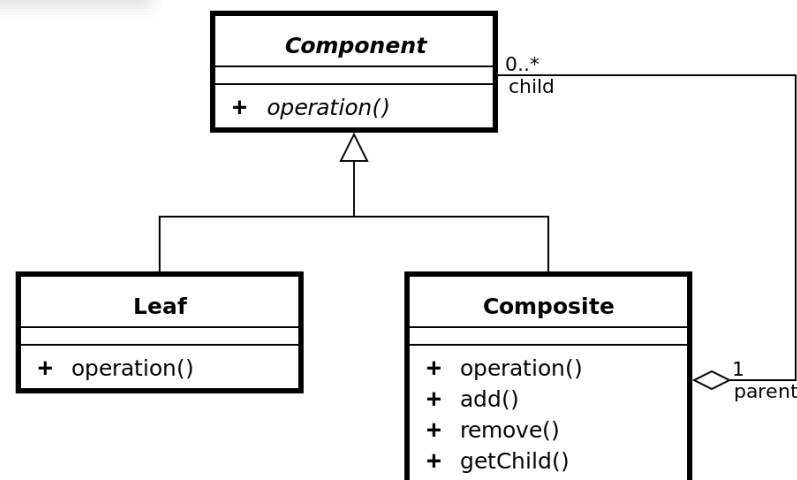 Component
0..*
child
+ operation()
Leaf
Composite
+ operation()
+ operation()
+ add()
+ remove()
+ getChild()
1
parent